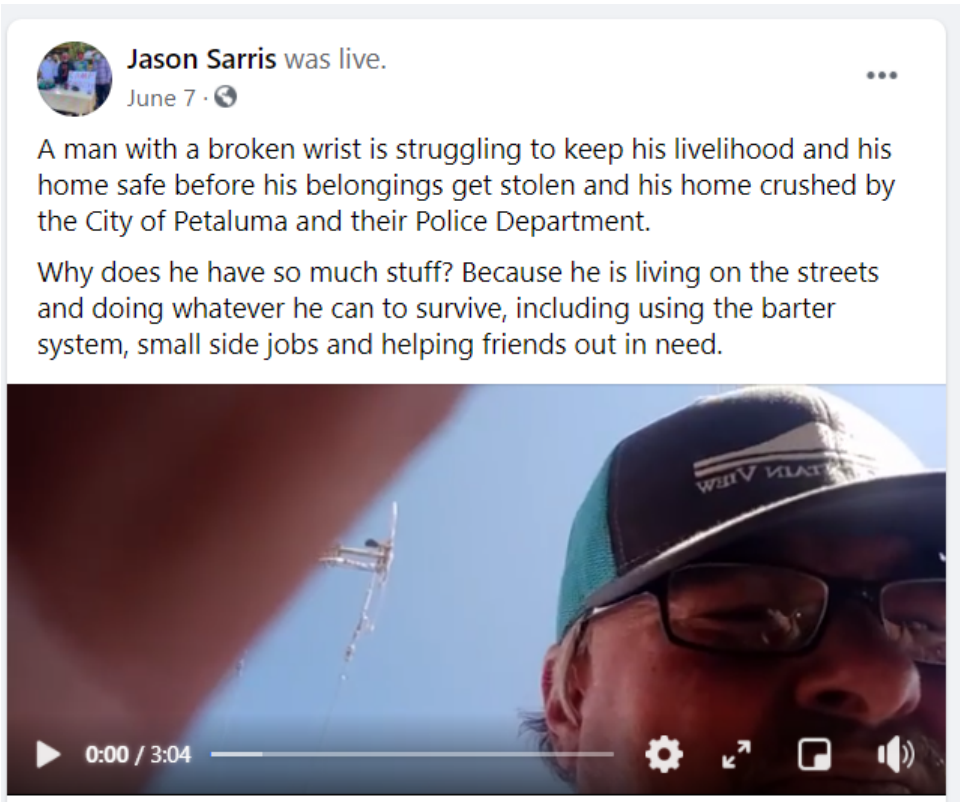 Jason Sarris was live.
June 7 ·
A man with a broken wrist is struggling to keep his livelihood and his
home safe before his belongings get stolen and his home crushed by
the City of Petaluma and their Police Department.
Why does he have so much stuff? Because he is living on the streets
and doing whatever he can to survive, including using the barter
system, small side jobs and helping friends out in need.
TAIN VIEW
0:00 / 3:04